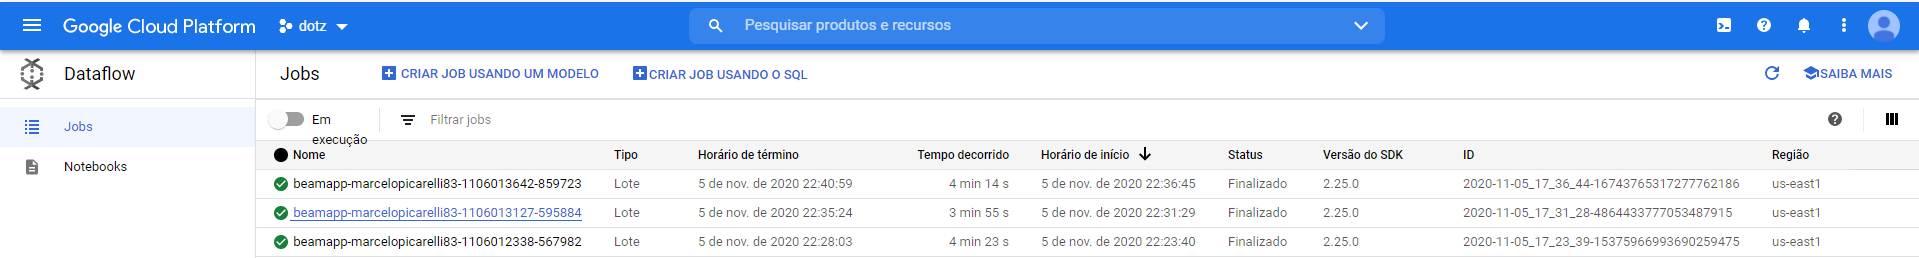 Google Cloud Platform dotz Pesquisar produtos e recursos
Dataflow Jobs CRIAR JOB USANDO UM MODELO CRIAR JOB USANDO O SQL SAIBA MAIS
Jobs
Notebooks
Em
execução
Filtrar jobs
Nome Tipo Horário de término Tempo decorrido Horário de início Status Versão do SDK ID Região
beamapp-marcelopicarelli83-1106013642-859723 Lote 5 de nov. de 2020 22:40:59 4 min 14 s 5 de nov. de 2020 22:36:45 Finalizado 2.25.0 2020-11-05_17_36_44-16743765317277762186 us-east1
beamapp-marcelopicarelli83-1106013127-595884 Lote 5 de nov. de 2020 22:35:24 3 min 55 s 5 de nov. de 2020 22:31:29 Finalizado 2.25.0 2020-11-05_17_31_28-4864433777053487915 us-east1
beamapp-marcelopicarelli83-1106012338-567982 Lote 5 de nov. de 2020 22:28:03 4 min 23 s 5 de nov. de 2020 22:23:40 Finalizado 2.25.0 2020-11-05_17_23_39-15375966993690259475 us-east1